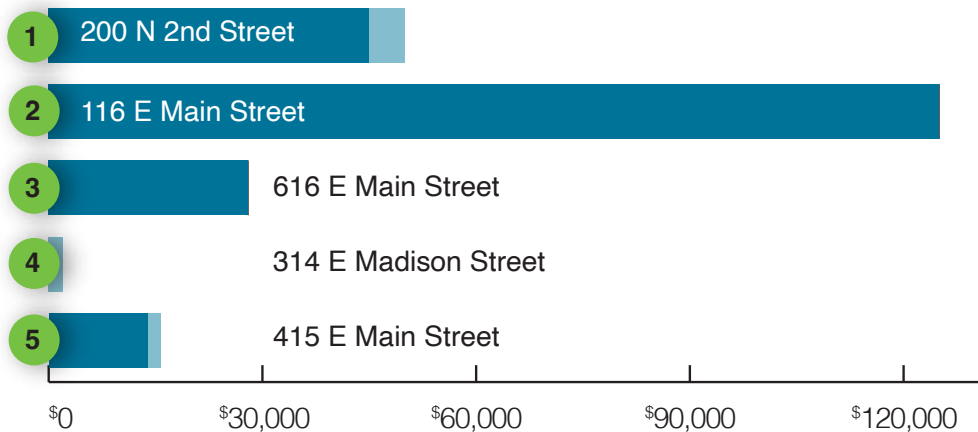 1 200 N 2nd Street
2 116 E Main Street
3 616 E Main Street
4 314 E Madison Street
5 415 E Main Street
$0 $30,000 $60,000 $90,000 $120,000